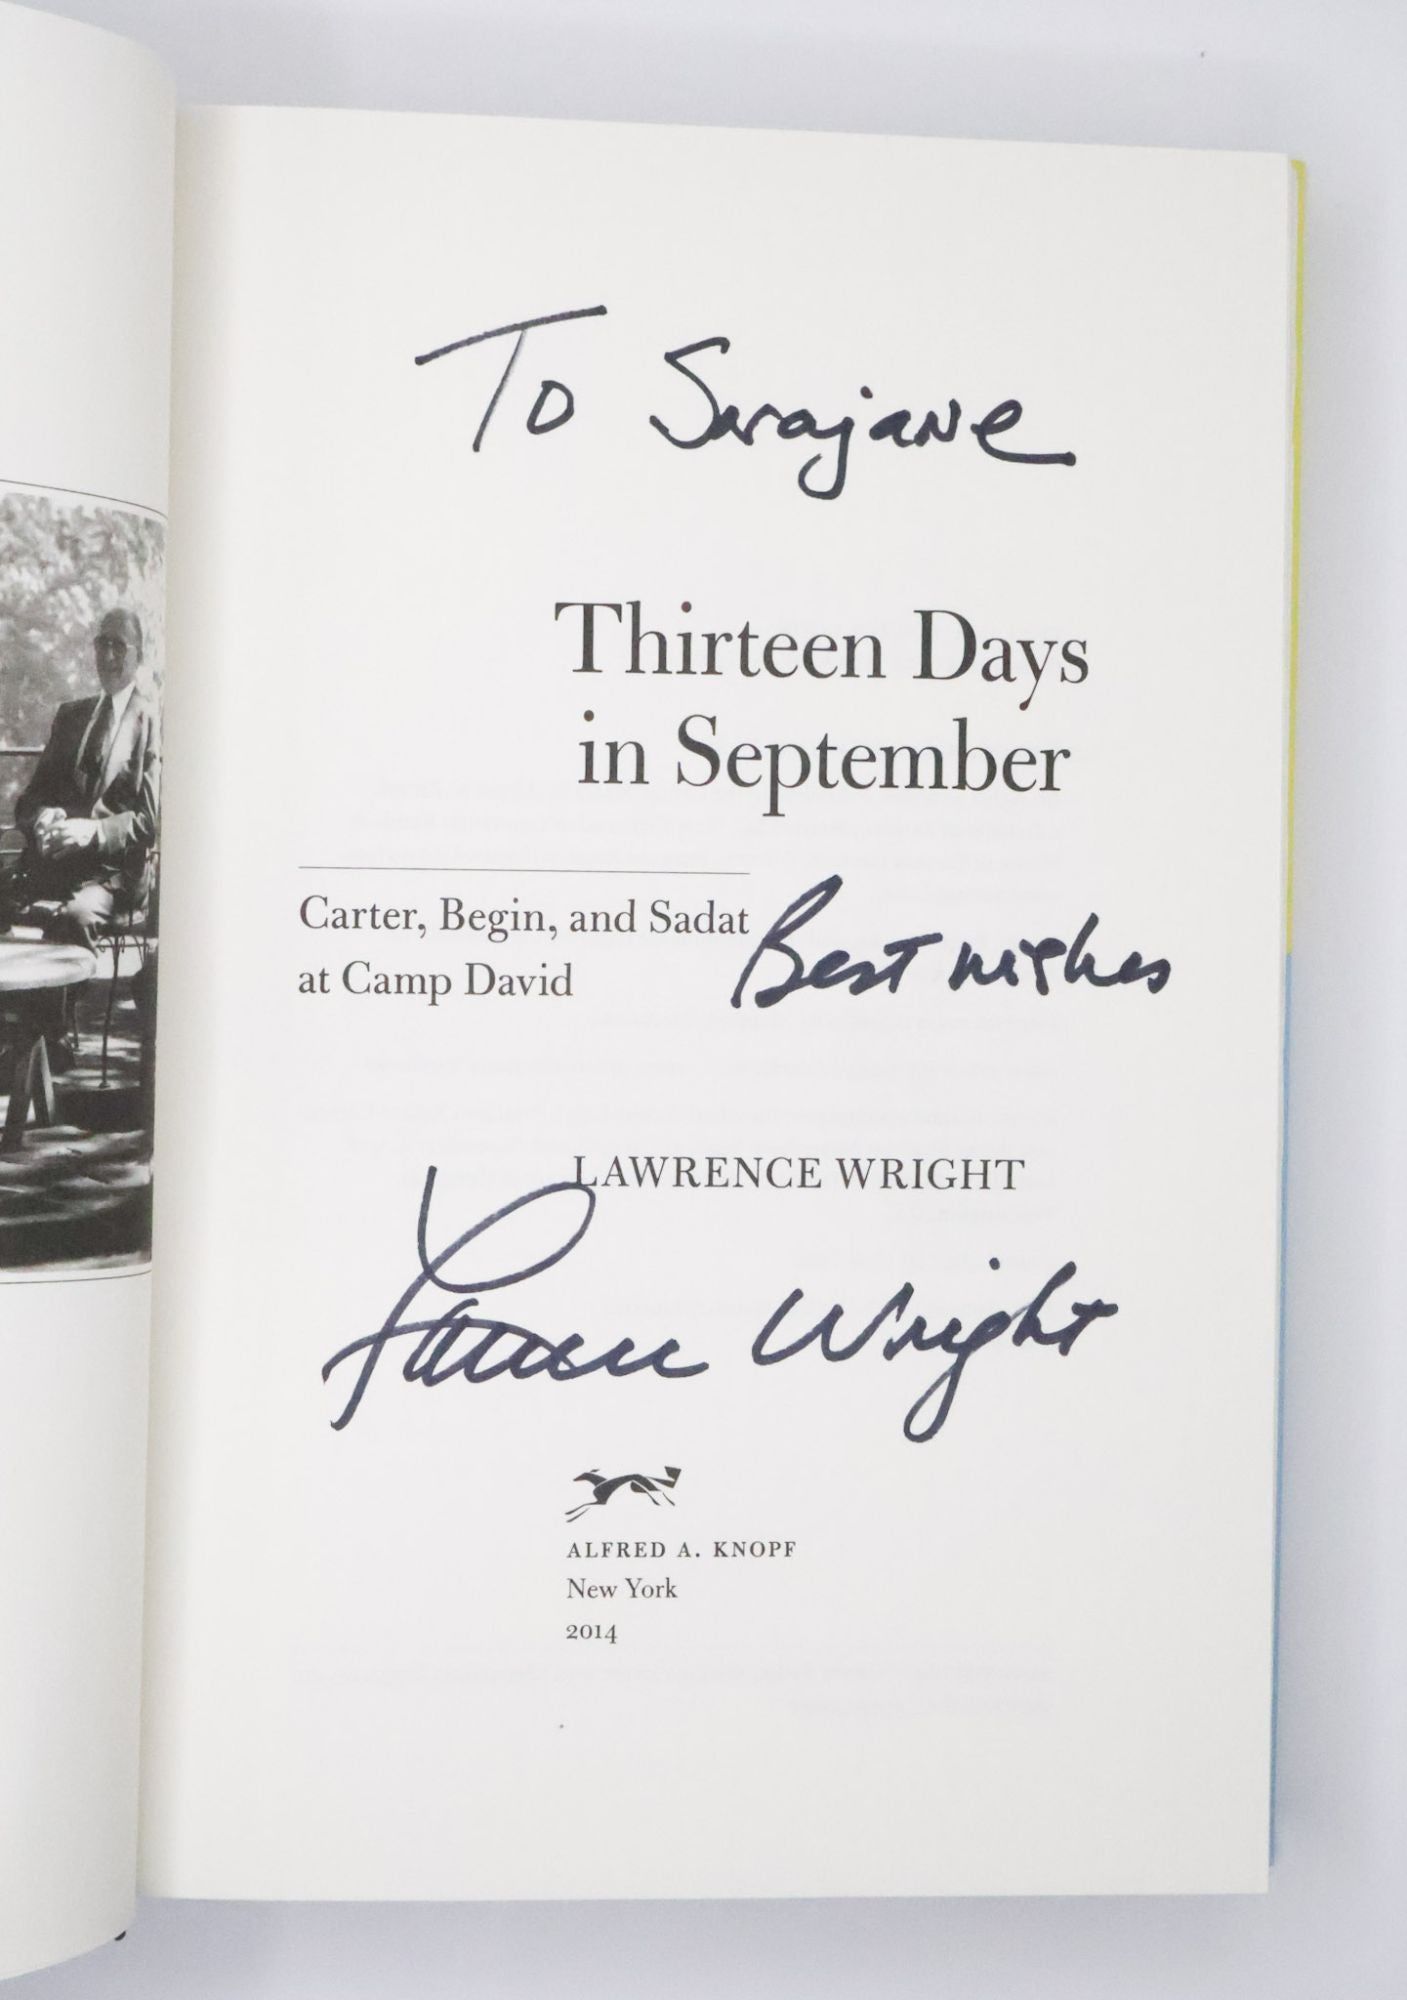 To Sarajane
Thirteen Days
in September
Carter, Begin, and Sadat
at Camp David
Best wishes
LAWRENCE WRIGHT
Lawrence Wright
ALFRED A. KNOPF
New York
2014